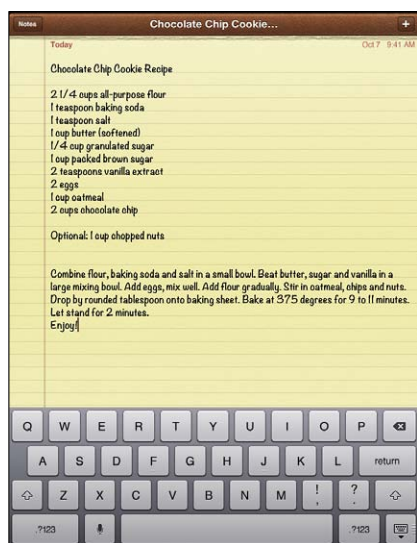 Notes
Chocolate Chip Cookie...
+
Today
Oct 7 9:41 AM
Chocolate Chip Cookie Recipe
2 1/4 cups all-purpose flour
1 teaspoon baking soda
1 teaspoon salt
1 cup butter (softened)
1/4 cup granulated sugar
1 cup packed brown sugar
2 teaspoons vanilla extract
2 eggs
1 cup oatmeal
2 cups chocolate chip
Optional: 1 cup chopped nuts
Combine flour, baking soda and salt in a small bowl. Beat butter, sugar and vanilla in a
large mixing bowl. Add eggs, mix well. Add flour gradually. Stir in oatmeal, chips and nuts.
Drop by rounded tablespoon onto baking sheet. Bake at 375 degrees for 9 to 11 minutes.
Let stand for 2 minutes.
Enjoy!
Q W E R T Y U I O P
A S D F G H J K L return
Z X C V B N M ! , ? .
.?123 .?123